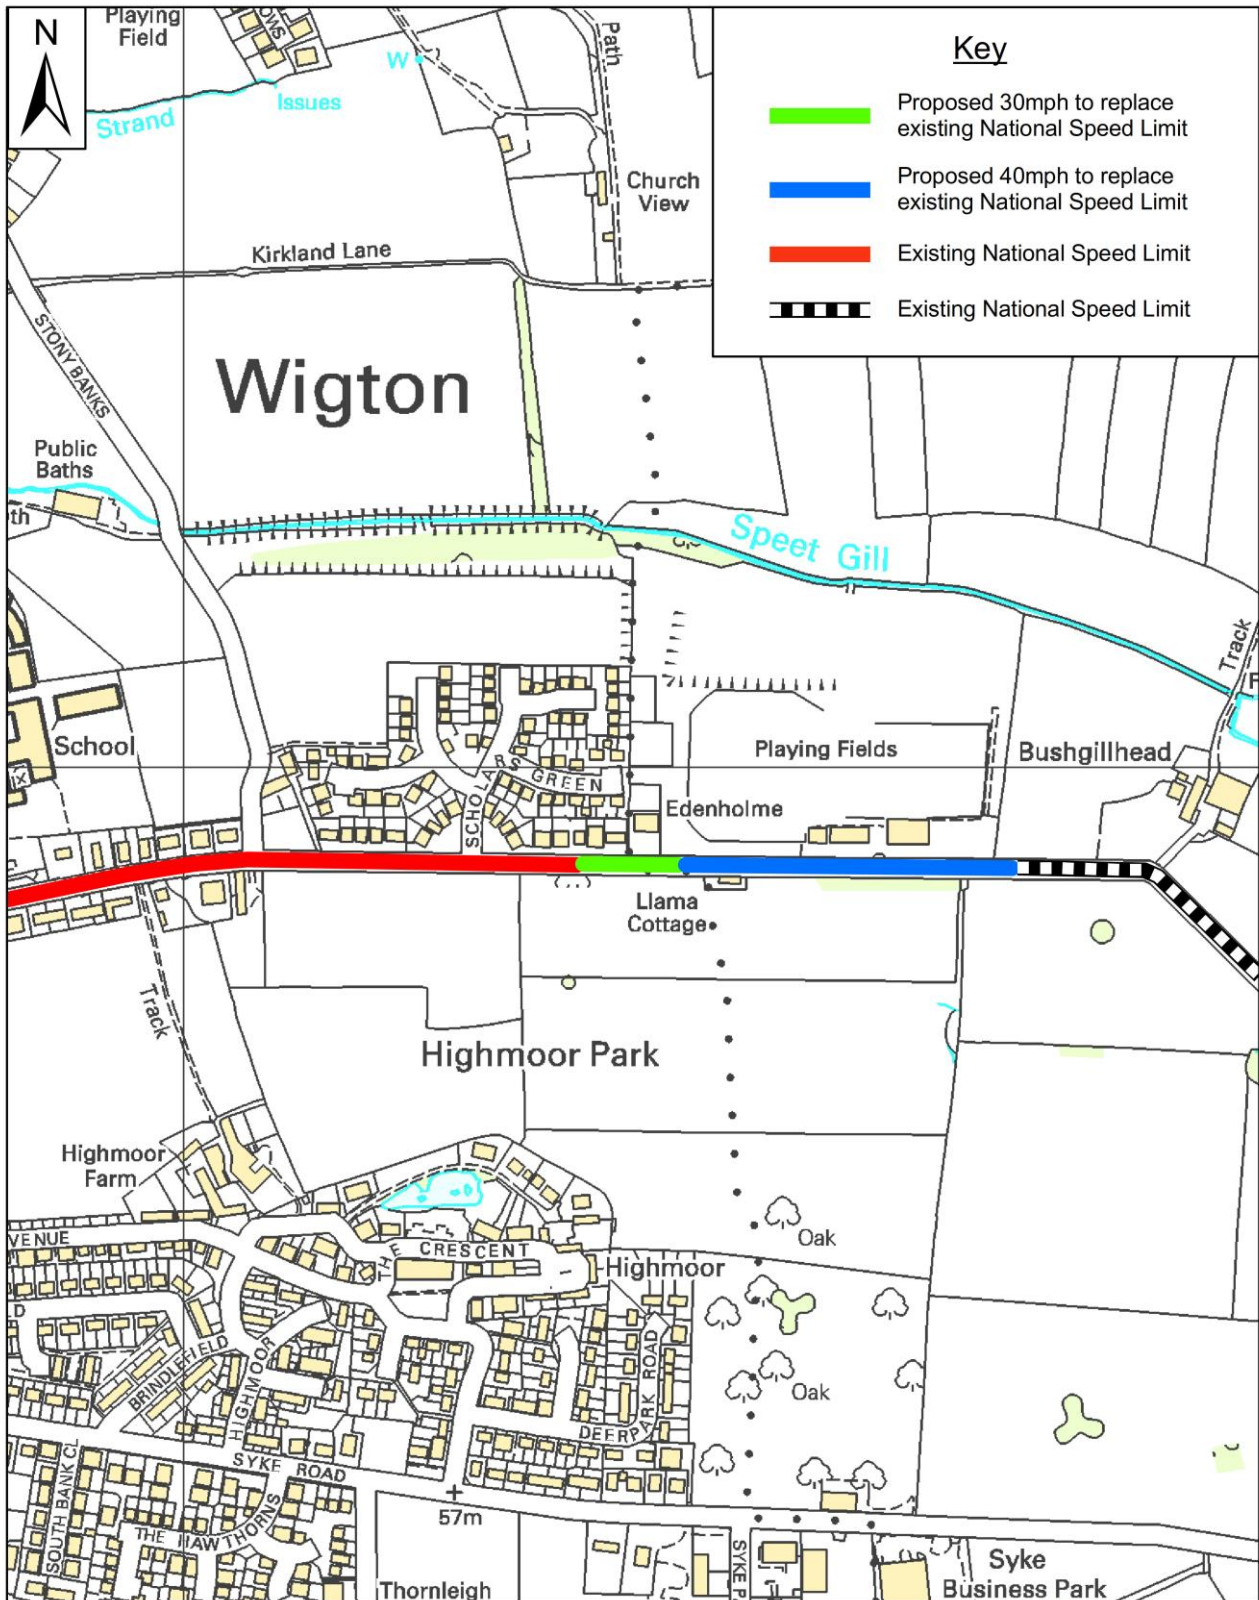 Playing
Field
OWS
N
W
Path
Issues
Strand
Church
View
Kirkland Lane
Key
Proposed 30mph to replace
existing National Speed Limit
Proposed 40mph to replace
existing National Speed Limit
Existing National Speed Limit
Existing National Speed Limit
STONY BANKS
Wigton
Public
Baths
th
Speet Gill
Track
F
School
SCHOLARS GREEN
Playing Fields
Bushgillhead
Edenholme
Llama
Cottage
Track
Highmoor Park
Highmoor
Farm
VENUE
THE CRESCENT
Oak
Highmoor
D
BRINDLEFIELD
HIGHMOOR
DEERPARK ROAD
Oak
SYKE ROAD
SOUTH BANK CL
THE HAWTHORNS
57m
Thornleigh
SYKE P
Syke
Business Park